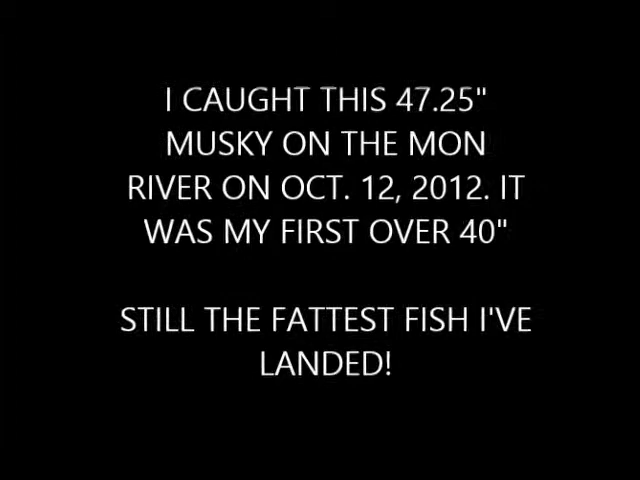 I CAUGHT THIS 47.25"
MUSKY ON THE MON
RIVER ON OCT. 12, 2012. IT
WAS MY FIRST OVER 40"
STILL THE FATTEST FISH I'VE
LANDED!